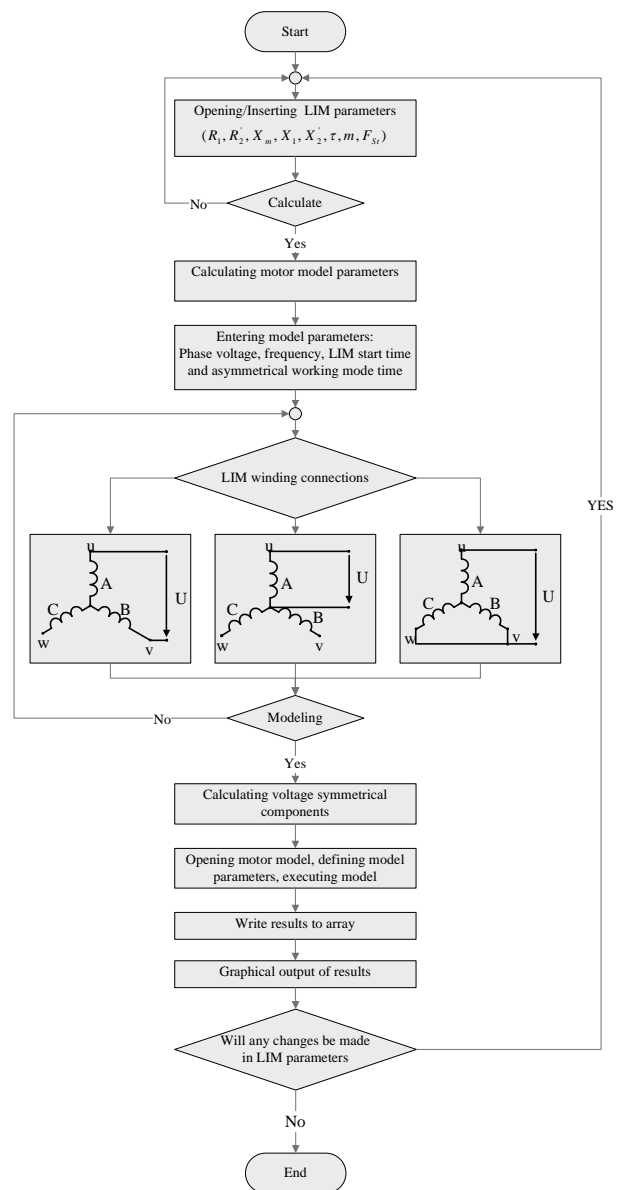 Start
Opening/Inserting LIM parameters
(R₁, R₂', Xₘ, X₁, X₂', τ, m, F_St)
Calculate
No
Yes
Calculating motor model parameters
Entering model parameters:
Phase voltage, frequency, LIM start time
and asymmetrical working mode time
LIM winding connections
YES
u
A
U
C
B
w
v
u
A
U
C
B
w
v
u
A
U
C
B
w
v
Modeling
No
Yes
Calculating voltage symmetrical
components
Opening motor model, defining model
parameters, executing model
Write results to array
Graphical output of results
Will any changes be made
in LIM parameters
No
End